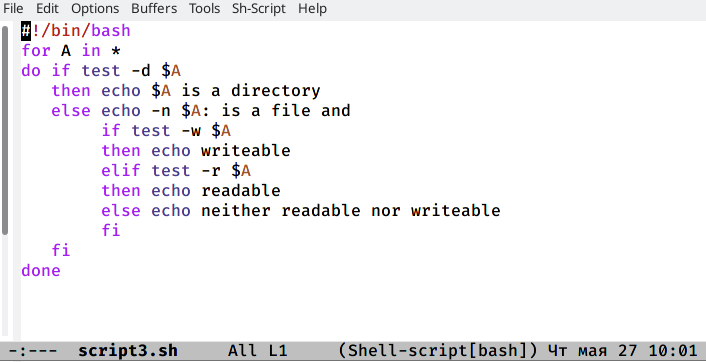 File Edit Options Buffers Tools Sh-Script Help
#!/bin/bash
for A in *
do if test -d $A
   then echo $A is a directory
   else echo -n $A: is a file and
        if test -w $A
        then echo writeable
        elif test -r $A
        then echo readable
        else echo neither readable nor writeable
        fi
   fi
done
-:---  script3.sh     All L1     (Shell-script[bash]) Чт мая 27 10:01